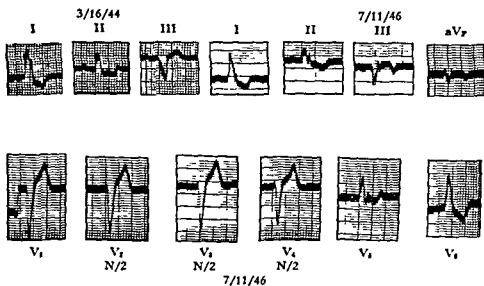 3/16/44 7/11/46
I II III I II III aVF
V1 V2 V3 V4 V5 V6
N/2 N/2 N/2
7/11/46